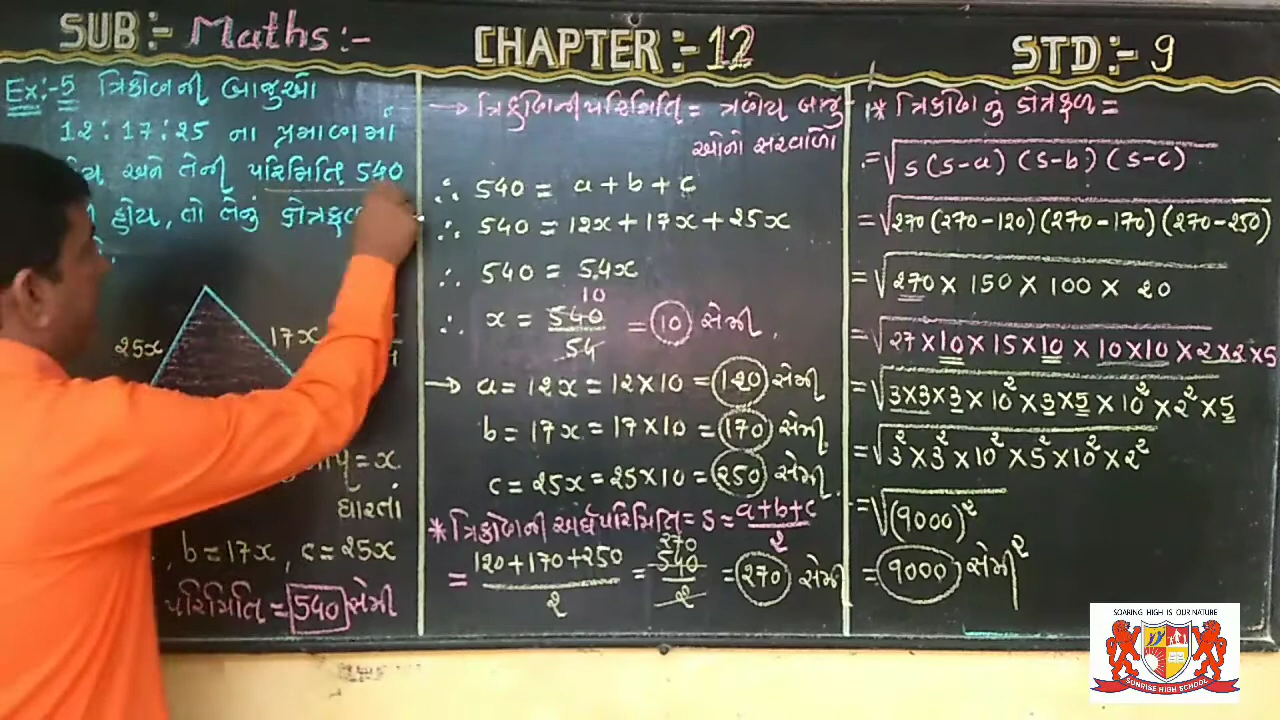 SUB:- Maths:-
CHAPTER:-12
STD:- 9
Ex:-5 ત્રિકોણની બાજુઓ
12:17:25 ના પ્રમાણમાં
અને તેની પરિમિતિ 540
હોય, તો તેનું ક્ષેત્રફળ
25x
17x
= x
ધારતાં
, b=17x, c=25x
પરિમિતિ = 540 સેમી
→ ત્રિકોણની પરિમિતિ = ત્રણેય બાજુ
ઓનો સરવાળો
∴ 540 = a+b+c
∴ 540 = 12x+17x+25x
∴ 540 = 54x
10
∴ x = 540/54 = 10 સેમી.
→ a = 12x = 12×10 = 120 સેમી
b = 17x = 17×10 = 170 સેમી.
c = 25x = 25×10 = 250 સેમી.
* ત્રિકોણની અર્ધપરિમિતિ = s = a+b+c/2
270
= 120+170+250/2 = 540/2 = 270 સેમી
* ત્રિકોણનું ક્ષેત્રફળ =
= √s(s-a)(s-b)(s-c)
= √270(270-120)(270-170)(270-250)
= √270 × 150 × 100 × 20
= √27×10×15×10×10×10×2×2×5
= √3×3×3×10²×3×5×10²×2²×5
= √3²×3²×10²×5²×10²×2²
= √(9000)²
= 9000 સેમી²
SOARING HIGH IS OUR NATURE
SUNRISE HIGH SCHOOL